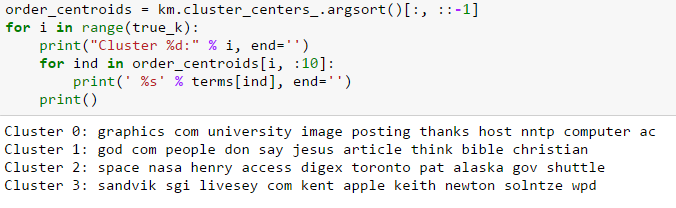 order_centroids = km.cluster_centers_.argsort()[:, ::-1]
for i in range(true_k):
    print("Cluster %d:" % i, end='')
    for ind in order_centroids[i, :10]:
        print(' %s' % terms[ind], end='')
    print()
Cluster 0: graphics com university image posting thanks host nntp computer ac
Cluster 1: god com people don say jesus article think bible christian
Cluster 2: space nasa henry access digex toronto pat alaska gov shuttle
Cluster 3: sandvik sgi livesey com kent apple keith newton solntze wpd